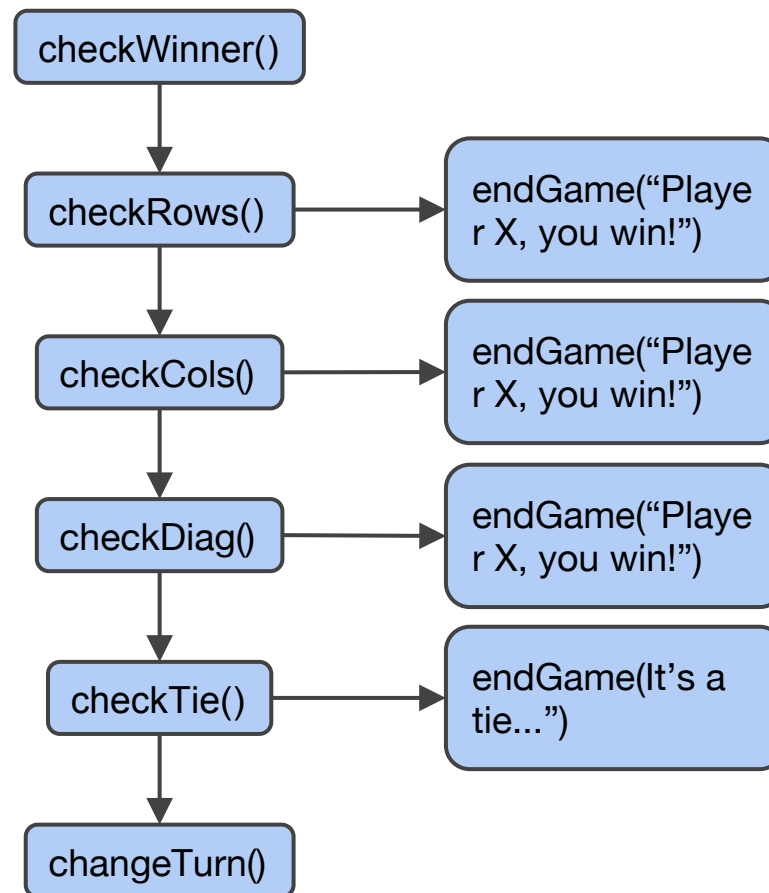 checkWinner()
checkRows()
endGame(“Playe
r X, you win!”)
checkCols()
endGame(“Playe
r X, you win!”)
checkDiag()
endGame(“Playe
r X, you win!”)
checkTie()
endGame(It’s a
tie...”)
changeTurn()